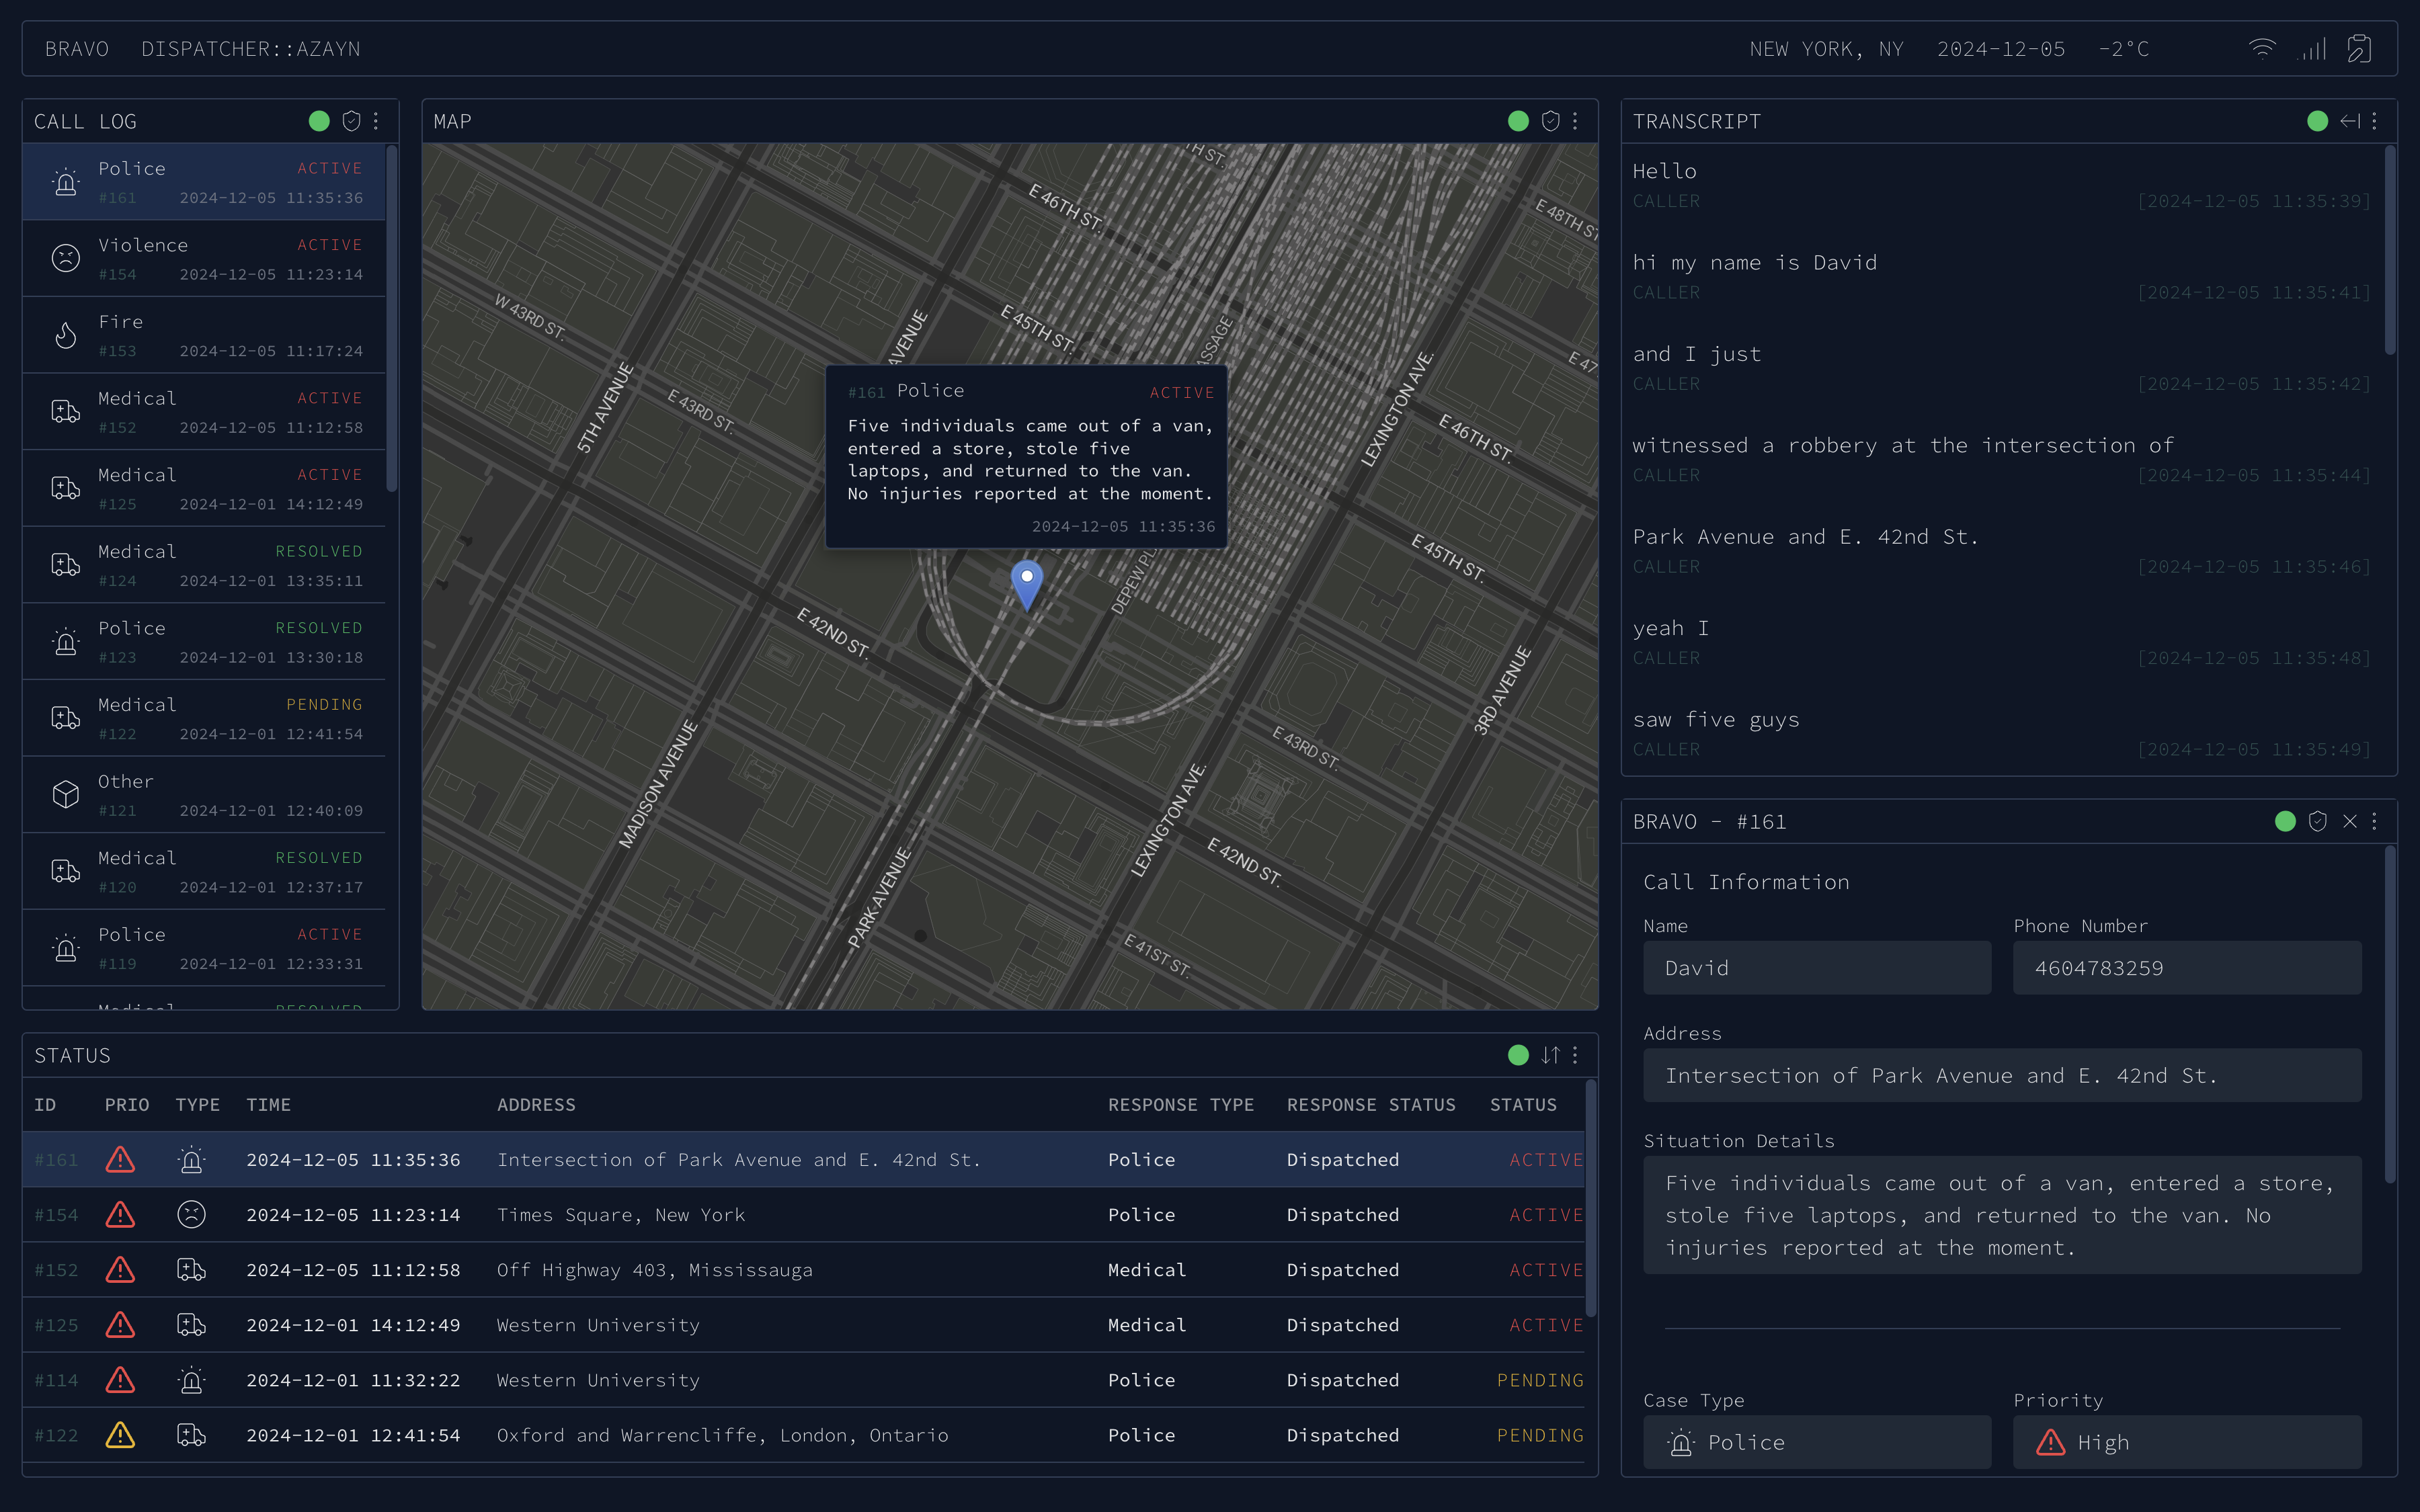 BRAVO DISPATCHER::AZAYN NEW YORK, NY 2024-12-05 -2°C
CALL LOG
Police ACTIVE
#161 2024-12-05 11:35:36
Violence ACTIVE
#154 2024-12-05 11:23:14
Fire
#153 2024-12-05 11:17:24
Medical ACTIVE
#152 2024-12-05 11:12:58
Medical ACTIVE
#125 2024-12-01 14:12:49
Medical RESOLVED
#124 2024-12-01 13:35:11
Police RESOLVED
#123 2024-12-01 13:30:18
Medical PENDING
#122 2024-12-01 12:41:54
Other
#121 2024-12-01 12:40:09
Medical RESOLVED
#120 2024-12-01 12:37:17
Police ACTIVE
#119 2024-12-01 12:33:31
Medical RESOLVED
MAP
TH ST.
E 46TH ST.
E 48TH ST
W 43RD ST.
E 45TH ST.
AVENUE
ASSAGE
E 47
5TH AVENUE
E 43RD ST.
LEXINGTON AVE.
E 46TH ST.
#161 Police ACTIVE
Five individuals came out of a van,
entered a store, stole five
laptops, and returned to the van.
No injuries reported at the moment.
2024-12-05 11:35:36
E 45TH ST.
DEPEW PL
E 42ND ST.
3RD AVENUE
E 43RD ST.
MADISON AVENUE
LEXINGTON AVE.
E 42ND ST.
PARK AVENUE
E 41ST ST.
TRANSCRIPT
Hello
CALLER [2024-12-05 11:35:39]
hi my name is David
CALLER [2024-12-05 11:35:41]
and I just
CALLER [2024-12-05 11:35:42]
witnessed a robbery at the intersection of
CALLER [2024-12-05 11:35:44]
Park Avenue and E. 42nd St.
CALLER [2024-12-05 11:35:46]
yeah I
CALLER [2024-12-05 11:35:48]
saw five guys
CALLER [2024-12-05 11:35:49]
STATUS
ID PRIO TYPE TIME ADDRESS RESPONSE TYPE RESPONSE STATUS STATUS
#161 2024-12-05 11:35:36 Intersection of Park Avenue and E. 42nd St. Police Dispatched ACTIVE
#154 2024-12-05 11:23:14 Times Square, New York Police Dispatched ACTIVE
#152 2024-12-05 11:12:58 Off Highway 403, Mississauga Medical Dispatched ACTIVE
#125 2024-12-01 14:12:49 Western University Medical Dispatched ACTIVE
#114 2024-12-01 11:32:22 Western University Police Dispatched PENDING
#122 2024-12-01 12:41:54 Oxford and Warrencliffe, London, Ontario Police Dispatched PENDING
BRAVO - #161
Call Information
Name Phone Number
David 4604783259
Address
Intersection of Park Avenue and E. 42nd St.
Situation Details
Five individuals came out of a van, entered a store,
stole five laptops, and returned to the van. No
injuries reported at the moment.
Case Type Priority
Police High